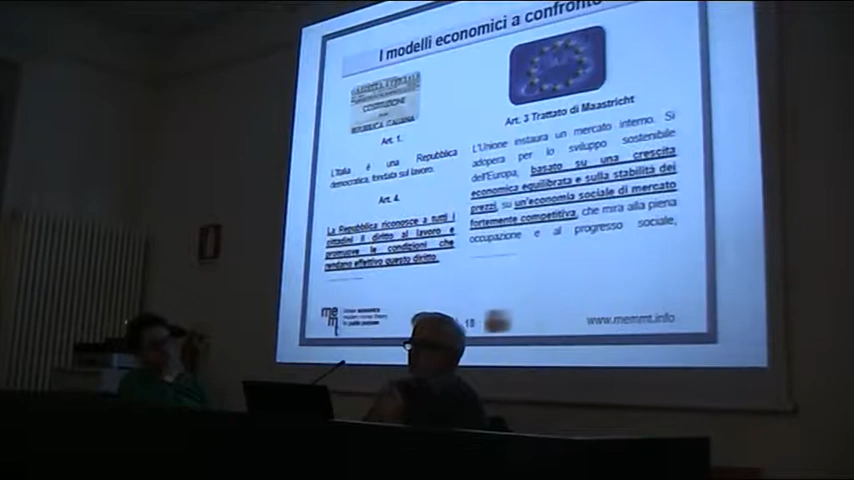 I modelli economici a confronto
GAZZETTA UFFICIALE
COSTITUZIONE
REPUBBLICA ITALIANA
Art. 1.
L'Italia è una Repubblica
democratica, fondata sul lavoro.
Art. 4.
La Repubblica riconosce a tutti i
cittadini il diritto al lavoro e
promuove le condizioni che
rendano effettivo questo diritto.
Art. 3 Trattato di Maastricht
L'Unione instaura un mercato interno. Si
adopera per lo sviluppo sostenibile
dell'Europa, basato su una crescita
economica equilibrata e sulla stabilità dei
prezzi, su un'economia sociale di mercato
fortemente competitiva, che mira alla piena
occupazione e al progresso sociale,
me
mt
www.memmt.info